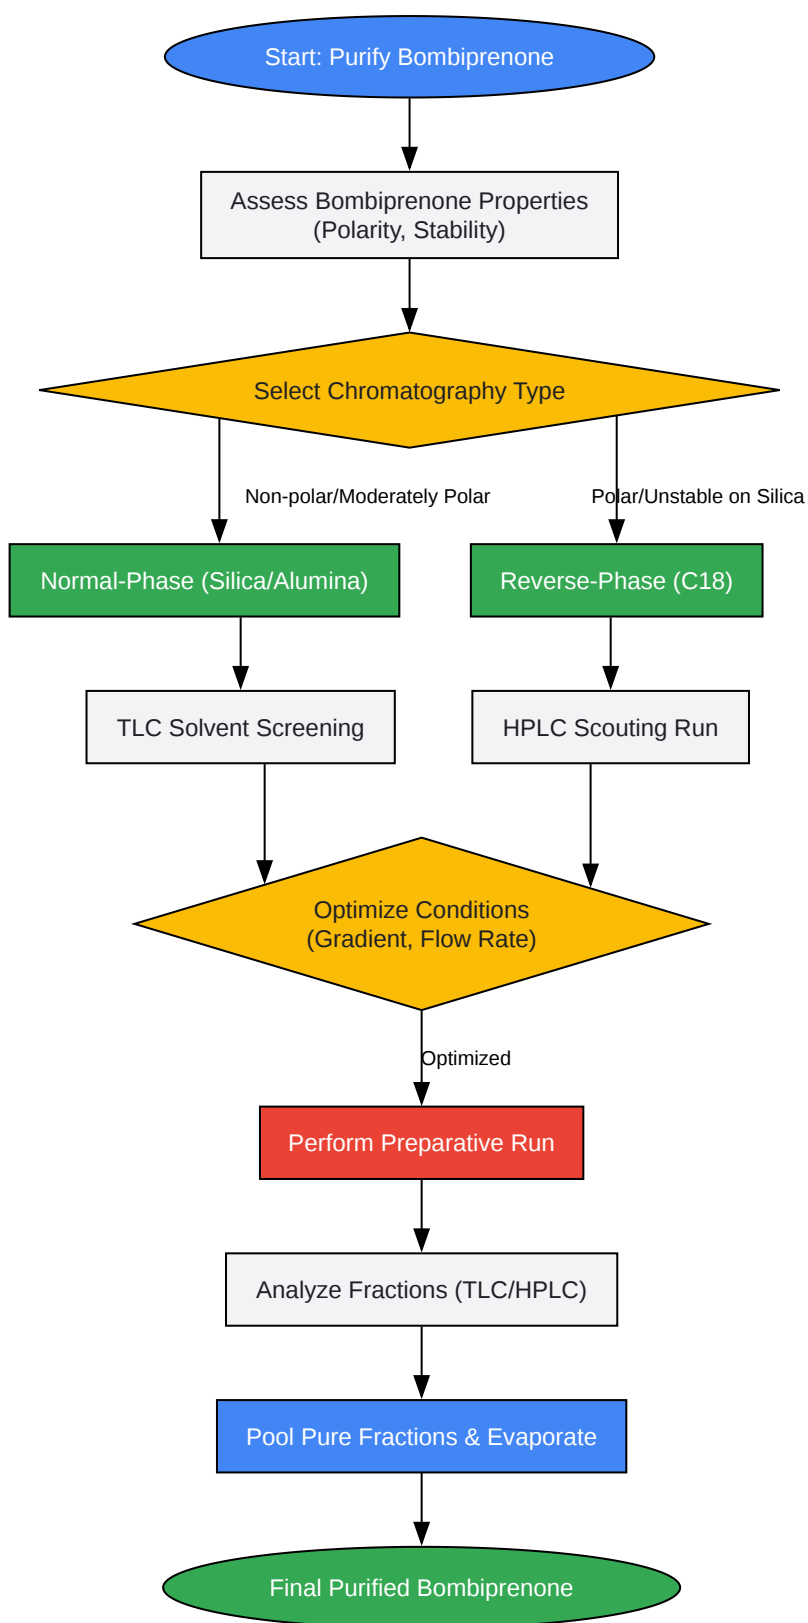 Start: Purify Bombiprenone
Assess Bombiprenone Properties
(Polarity, Stability)
Select Chromatography Type
Non-polar/Moderately Polar
Polar/Unstable on Silica
Normal-Phase (Silica/Alumina)
Reverse-Phase (C18)
TLC Solvent Screening
HPLC Scouting Run
Optimize Conditions
(Gradient, Flow Rate)
Optimized
Perform Preparative Run
Analyze Fractions (TLC/HPLC)
Pool Pure Fractions & Evaporate
Final Purified Bombiprenone